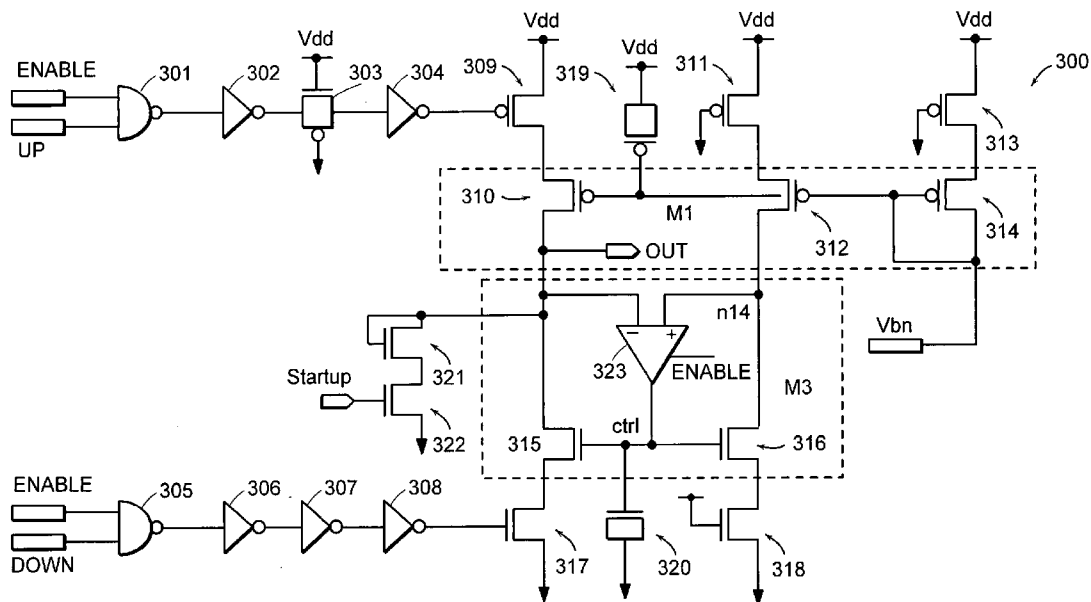 Vdd
Vdd
Vdd
Vdd
Vdd
ENABLE
301
302
303
304
309
319
311
300
UP
313
310
M1
312
314
OUT
n14
Vbn
− +
323
ENABLE
321
Startup
M3
322
ctrl
315
316
ENABLE
305
306
307
308
DOWN
317
320
318